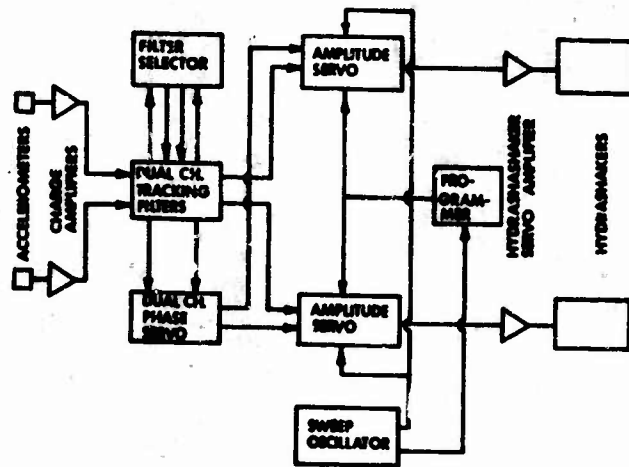 FILTER
SELECTOR
AMPLITUDE
SERVO
ACCELEROMETERS
CHARGE
AMPLIFIERS
DUAL CH.
TRACKING
FILTERS
PRO-
GRAM-
MER
HYDRASHASHAKER
SERVO AMPLIFIER
HYDRASHAKERS
DUAL CH.
PHASE
SERVO
AMPLITUDE
SERVO
SWEEP
OSCILLATOR